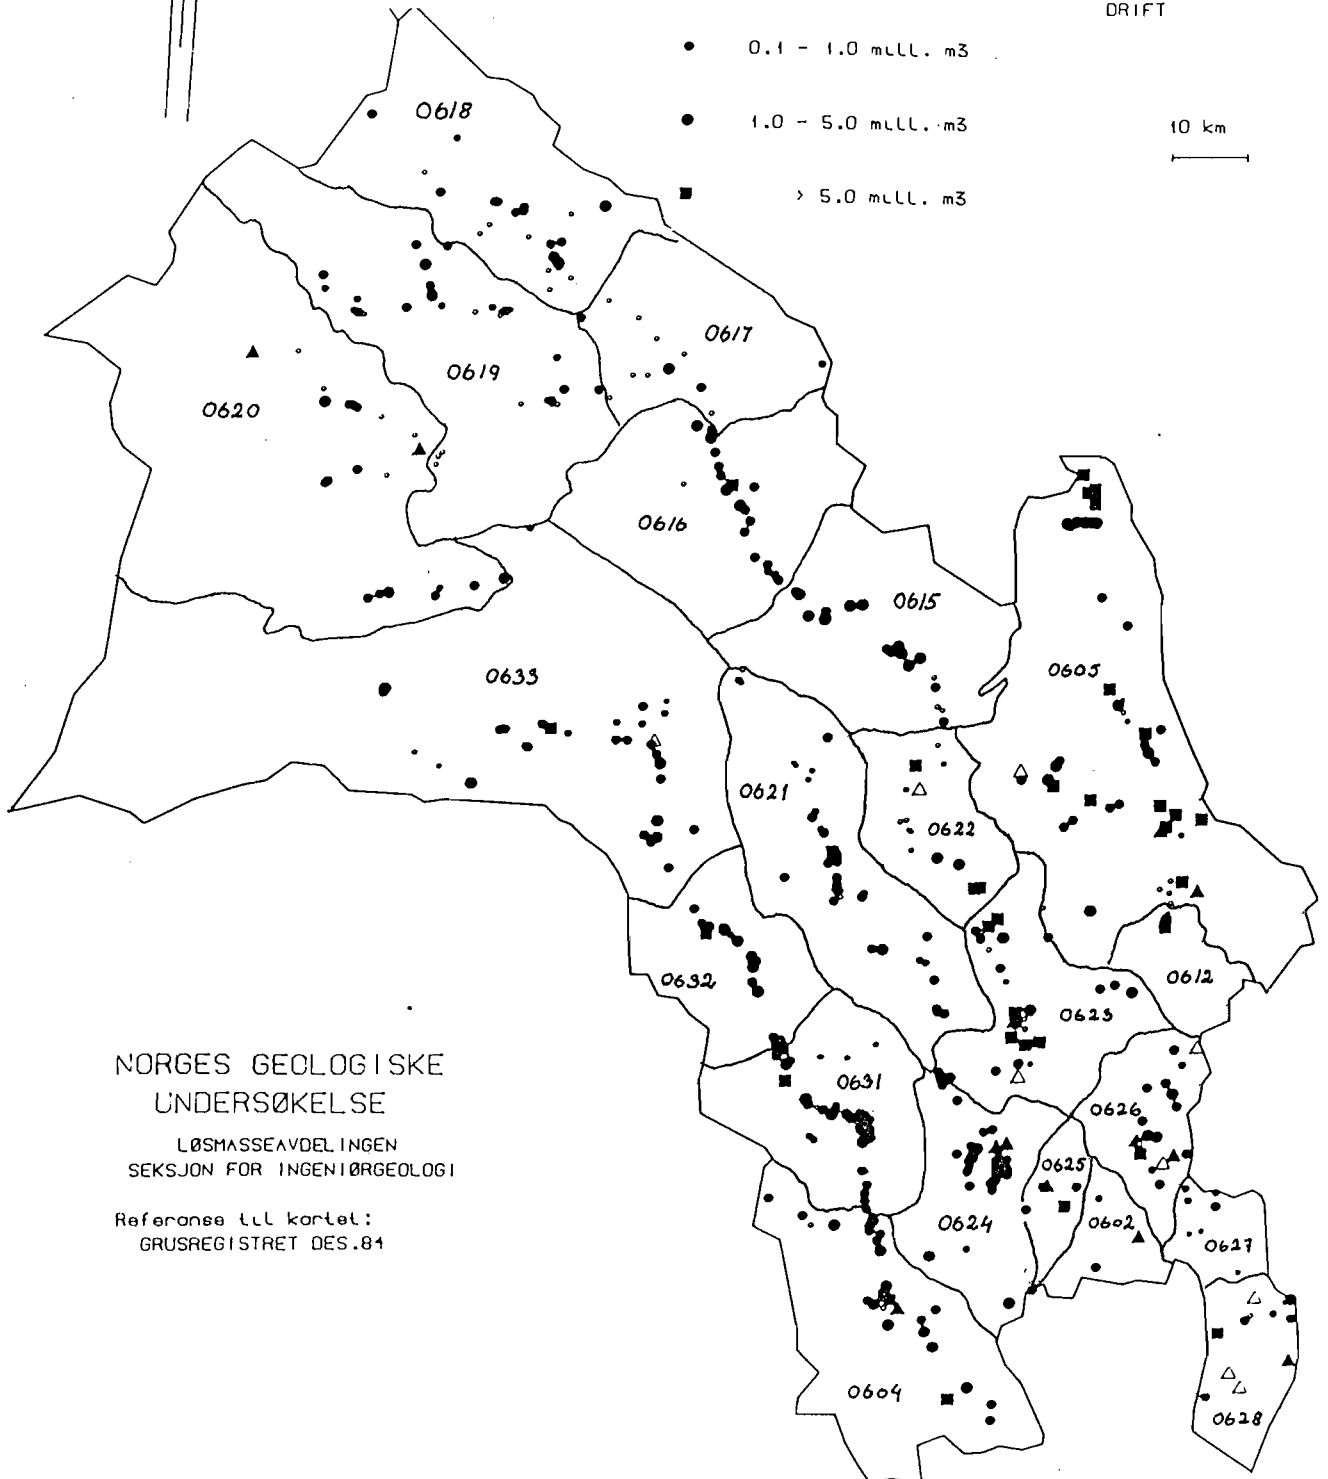 DRIFT
0.1 - 1.0 mill. m3
1.0 - 5.0 mill. m3
> 5.0 mill. m3
10 km
0618
0617
0619
0620
0616
0615
0605
0633
0621
0622
0632
0612
0623
0631
0626
0625
0624
0602
0627
0604
0628
NORGES GEOLOGISKE
UNDERSØKELSE
LØSMASSEAVDELINGEN
SEKSJON FOR INGENIØRGEOLOGI
Referanse til kartet:
GRUSREGISTRET DES.84